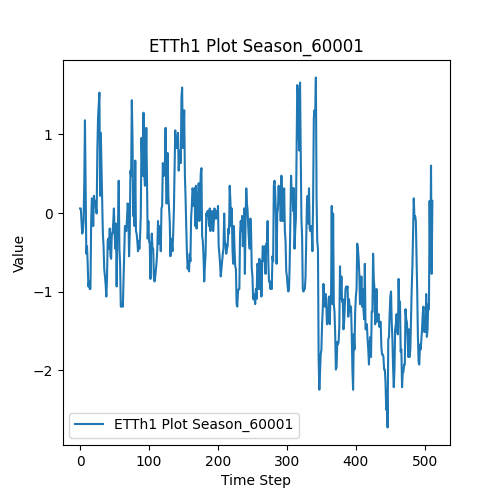 ETTh1 Plot Season_60001
Value
1
0
−1
−2
ETTh1 Plot Season_60001
0 100 200 300 400 500
Time Step